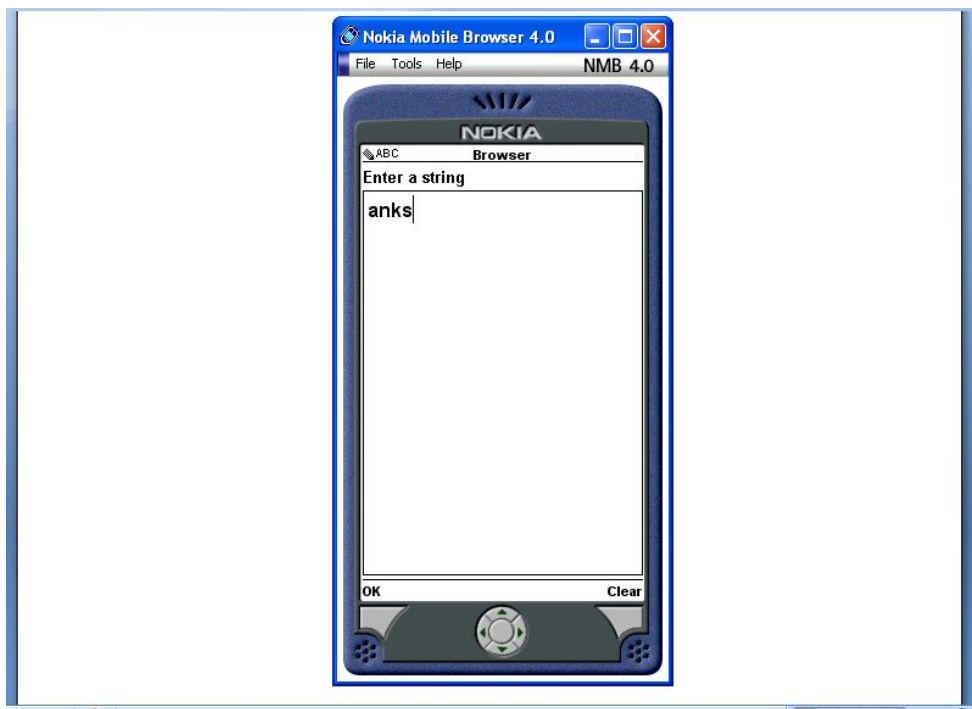 Nokia Mobile Browser 4.0
File Tools Help NMB 4.0
NOKIA
ABC Browser
Enter a string
anks
OK Clear